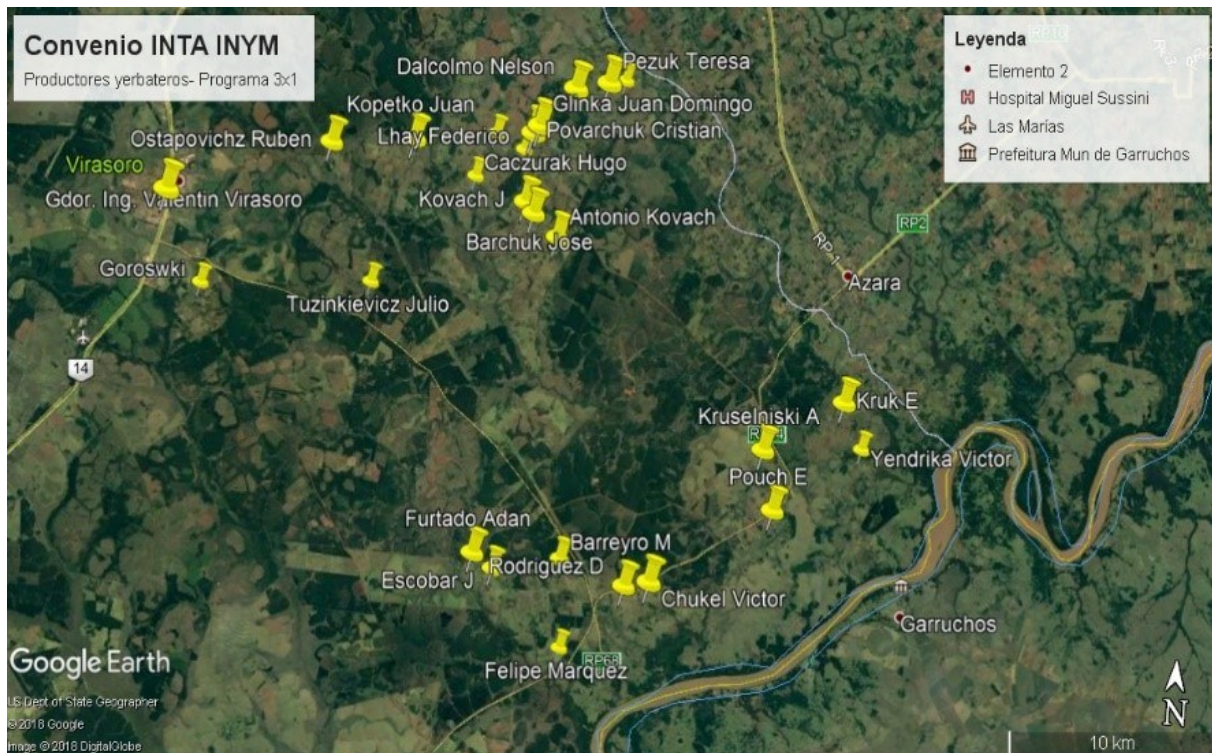 Convenio INTA INYM
Productores yerbateros- Programa 3x1
Leyenda
Elemento 2
Hospital Miguel Sussini
Las Marías
Prefeitura Mun de Garruchos
Dalcolmo Nelson
Pezuk Teresa
Kopetko Juan
Glinka Juan Domingo
Ostapovichz Ruben
Lhay Federico
Povarchuk Cristian
Virasoro
Caczurak Hugo
Gdor. Ing. Valentín Virasoro
Kovach J
Antonio Kovach
Barchuk Jose
RP2
RP-1
Goroswki
Azara
Tuzinkievicz Julio
14
Kruk E
Kruselniski A
Yendrika Victor
Pouch E
Furtado Adan
Barreyro M
Escobar J
Rodriguez D
Chukel Victor
Garruchos
Felipe Marquez
RP68
Google Earth
US Dept of State Geographer
© 2018 Google
Image © 2018 DigitalGlobe
N
10 km